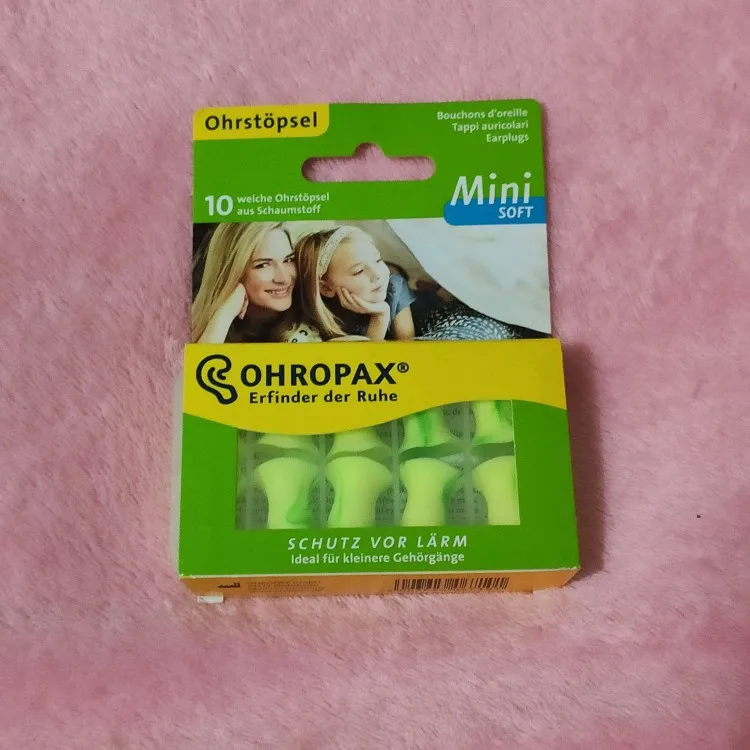 Ohrstöpsel
Bouchons d'oreille
Tappi auricolari
Earplugs
10 weiche Ohrstöpsel
aus Schaumstoff
Mini
SOFT
OHROPAX®
Erfinder der Ruhe
SCHUTZ VOR LÄRM
Ideal für kleinere Gehörgänge